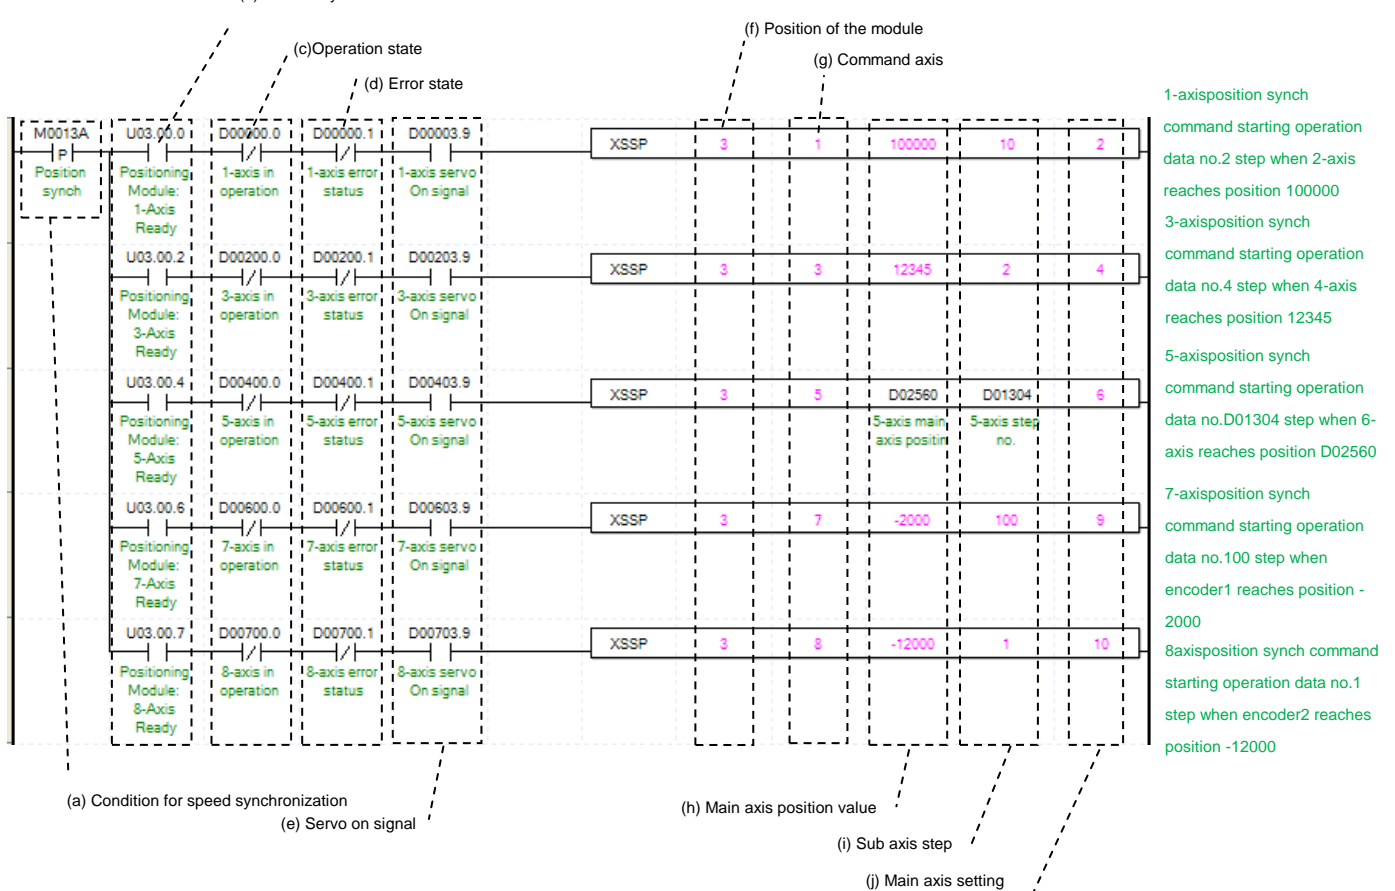 (c)Operation state
(d) Error state
(f) Position of the module
(g) Command axis
M0013A
P
Position
synch
U03.00.0
D00000.0
D00000.1
D00003.9
XSSP
3
1
100000
10
2
Positioning
Module:
1-Axis
Ready
1-axis in
operation
1-axis error
status
1-axis servo
On signal
1-axisposition synch
command starting operation
data no.2 step when 2-axis
reaches position 100000
U03.00.2
D00200.0
D00200.1
D00203.9
XSSP
3
3
12345
2
4
Positioning
Module:
3-Axis
Ready
3-axis in
operation
3-axis error
status
3-axis servo
On signal
3-axisposition synch
command starting operation
data no.4 step when 4-axis
reaches position 12345
U03.00.4
D00400.0
D00400.1
D00403.9
XSSP
3
5
D02560
D01304
6
Positioning
Module:
5-Axis
Ready
5-axis in
operation
5-axis error
status
5-axis servo
On signal
5-axis main
axis positin
5-axis step
no.
5-axisposition synch
command starting operation
data no.D01304 step when 6-
axis reaches position D02560
U03.00.6
D00600.0
D00600.1
D00603.9
XSSP
3
7
-2000
100
9
Positioning
Module:
7-Axis
Ready
7-axis in
operation
7-axis error
status
7-axis servo
On signal
7-axisposition synch
command starting operation
data no.100 step when
encoder1 reaches position -
2000
U03.00.7
D00700.0
D00700.1
D00703.9
XSSP
3
8
-12000
1
10
Positioning
Module:
8-Axis
Ready
8-axis in
operation
8-axis error
status
8-axis servo
On signal
8axisposition synch command
starting operation data no.1
step when encoder2 reaches
position -12000
(a) Condition for speed synchronization
(e) Servo on signal
(h) Main axis position value
(i) Sub axis step
(j) Main axis setting